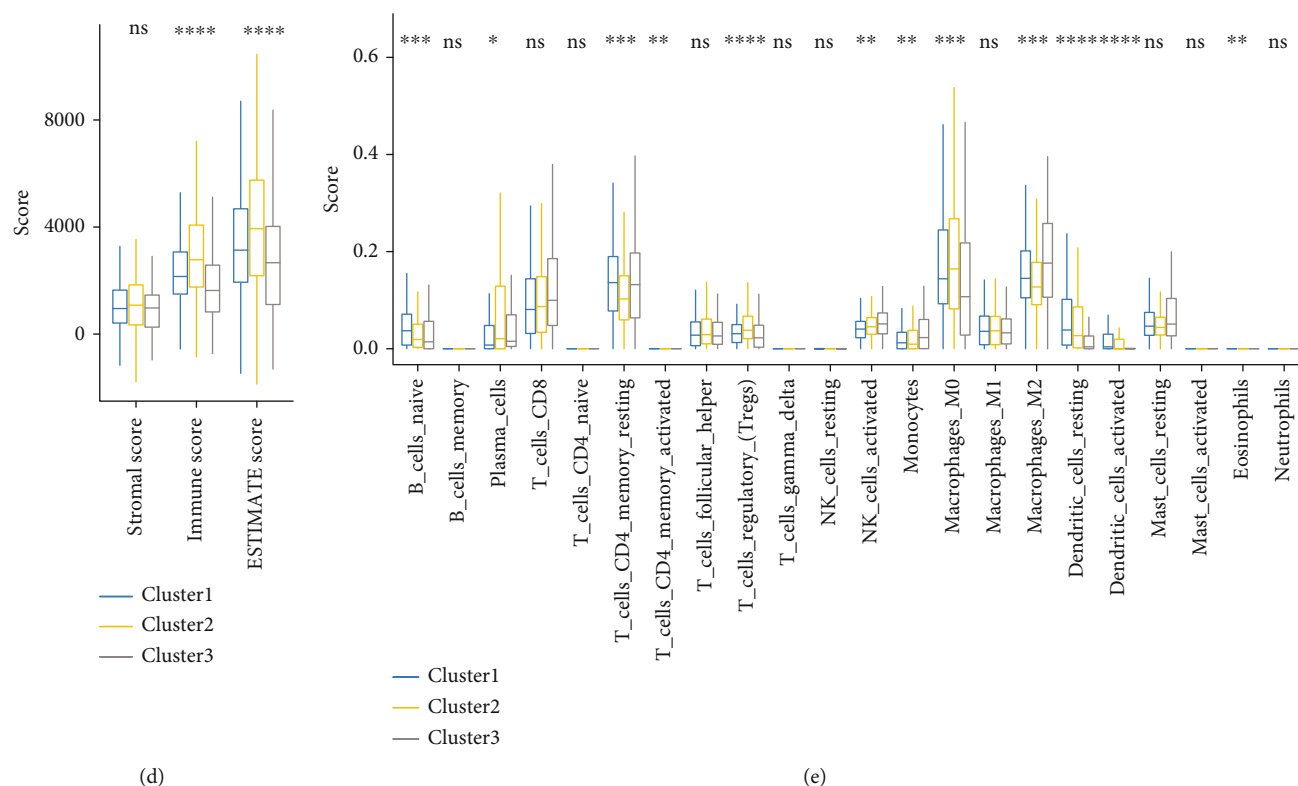 ns **** ****
8000
4000
0
Score
Stromal score
Immune score
ESTIMATE score
Cluster1
Cluster2
Cluster3
(d)
*** ns * ns ns *** ** ns **** ns ns ** ** *** ns *** **** **** ns ns ** ns
0.6
0.4
0.2
0.0
Score
B_cells_naive
B_cells_memory
Plasma_cells
T_cells_CD8
T_cells_CD4_naive
T_cells_CD4_memory_resting
T_cells_CD4_memory_activated
T_cells_follicular_helper
T_cells_regulatory_(Tregs)
T_cells_gamma_delta
NK_cells_resting
NK_cells_activated
Monocytes
Macrophages_M0
Macrophages_M1
Macrophages_M2
Dendritic_cells_resting
Dendritic_cells_activated
Mast_cells_resting
Mast_cells_activated
Eosinophils
Neutrophils
Cluster1
Cluster2
Cluster3
(e)